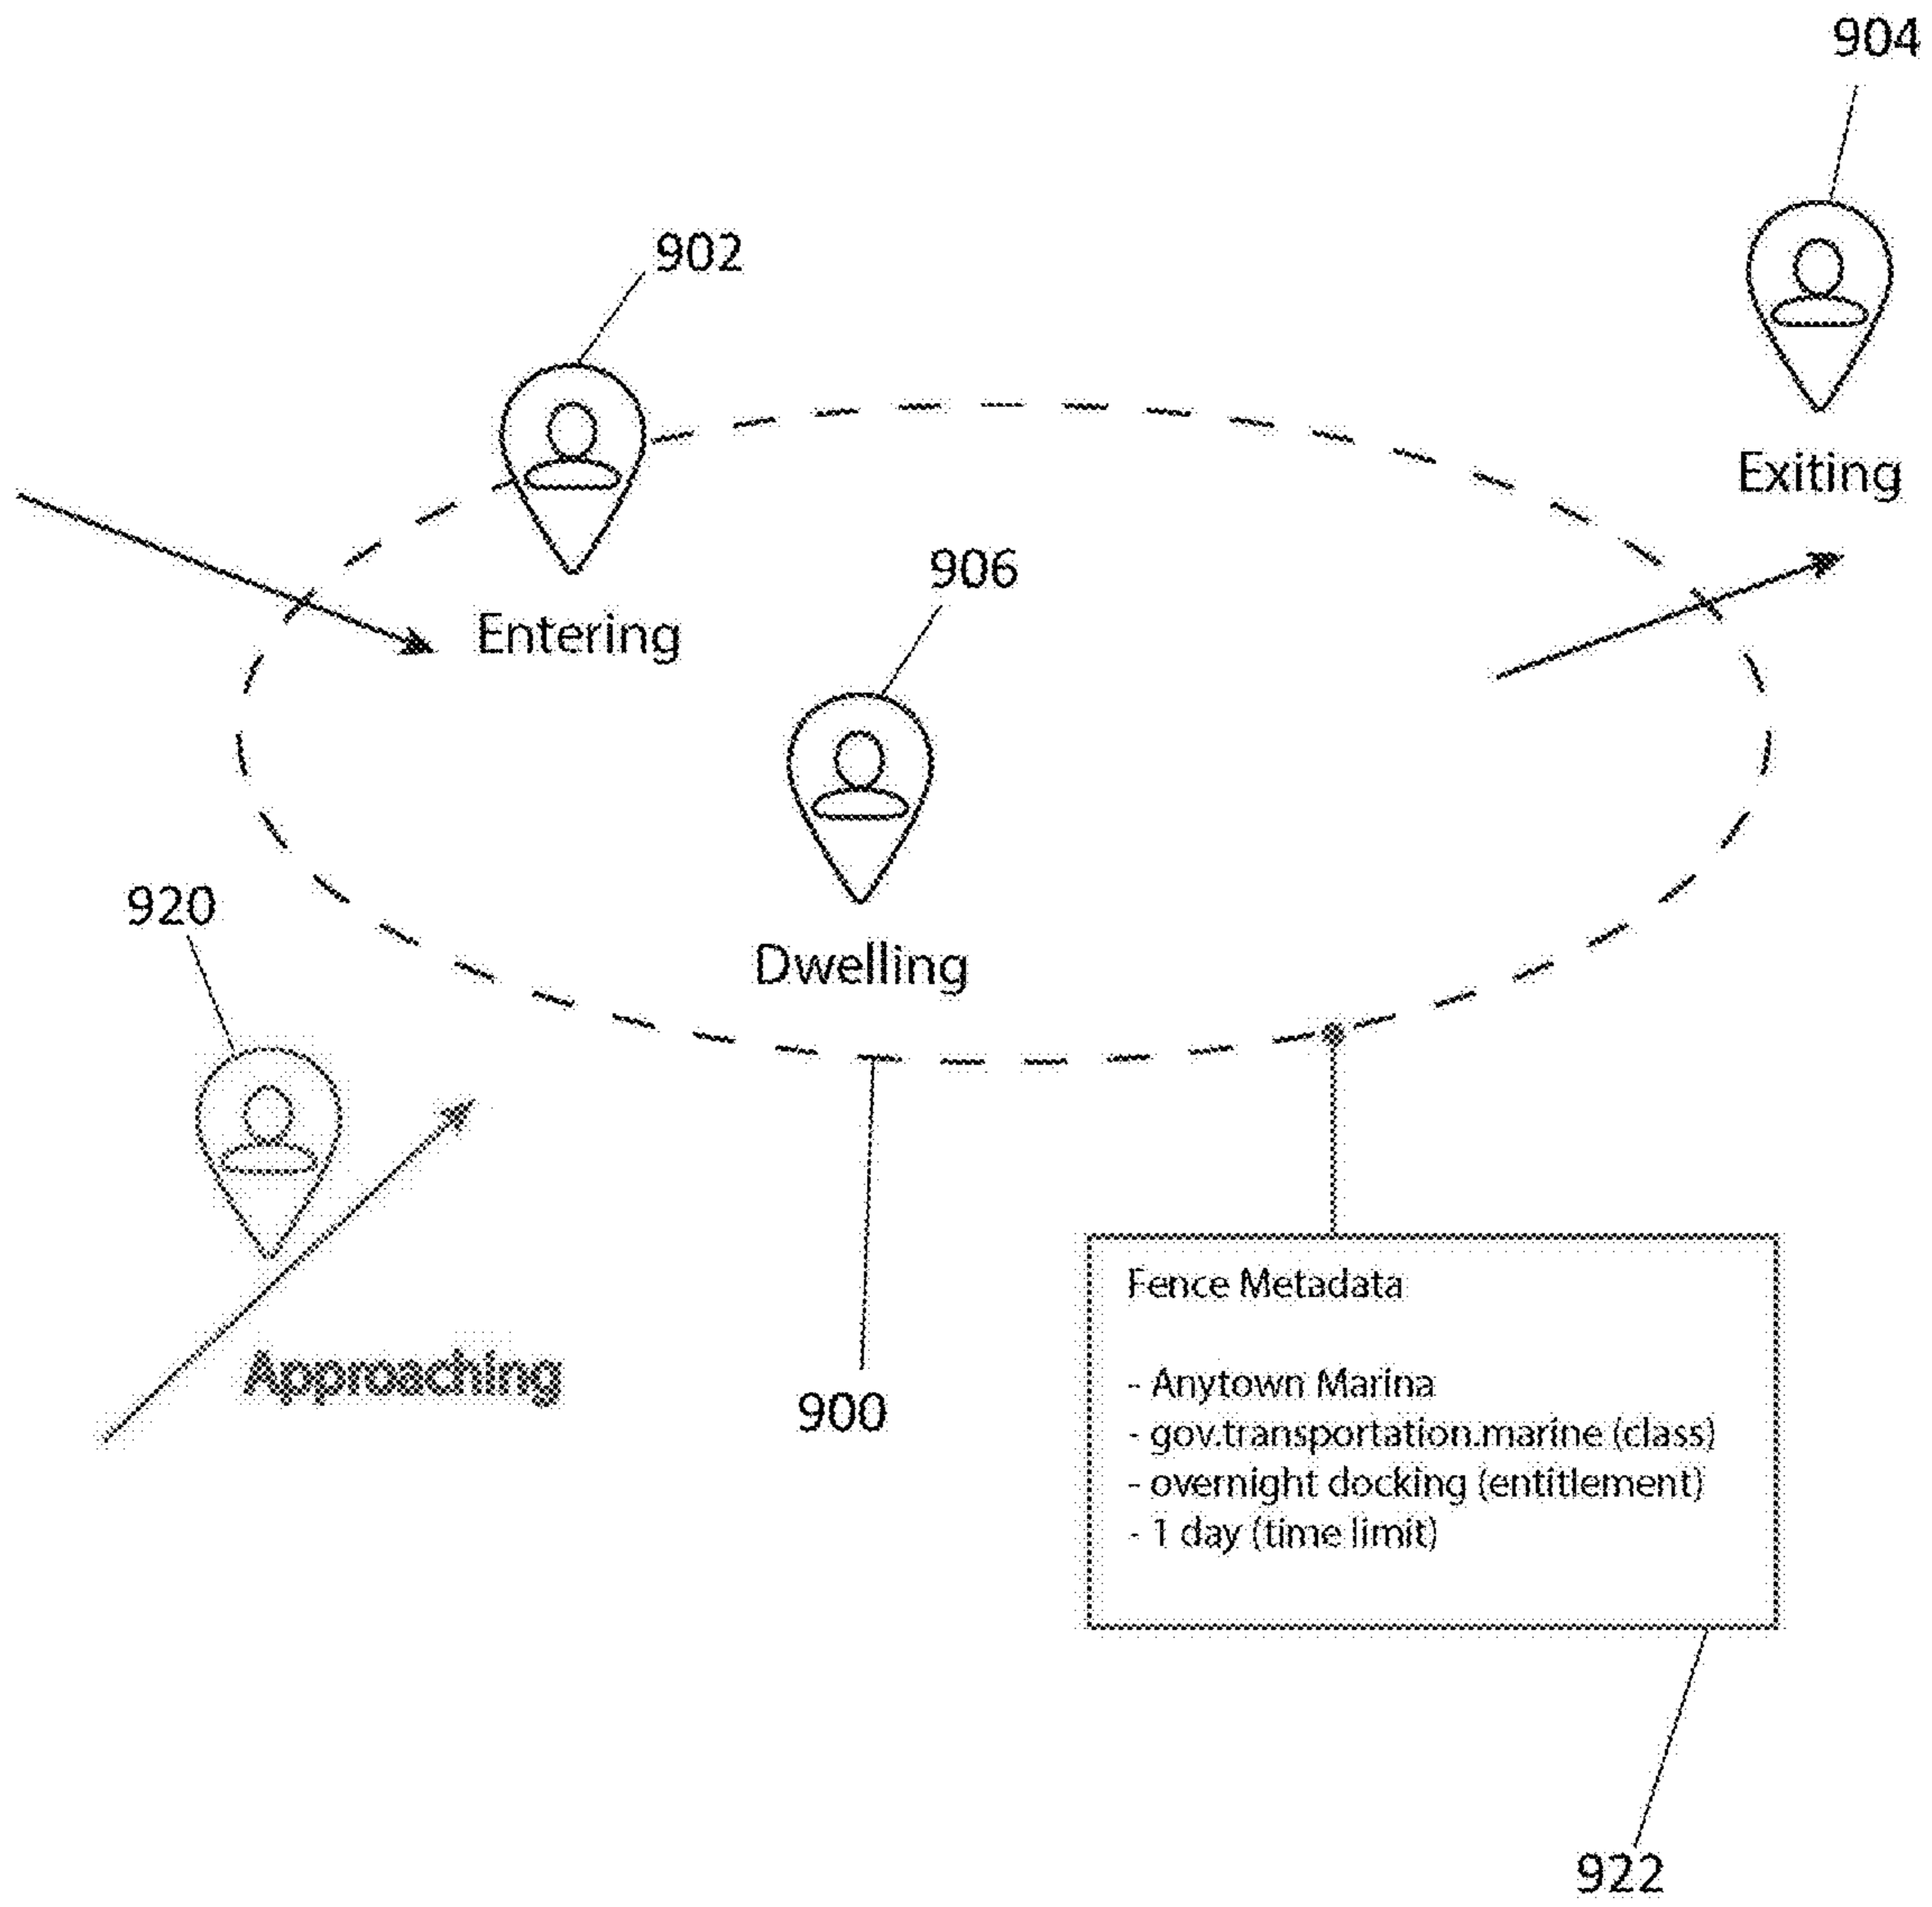 904
902
Exiting
906
Entering
920
Dwelling
Approaching
900
Fence Metadata
- Anytown Marina
- gov.transportation.marine (class)
- overnight docking (entitlement)
- 1 day (time limit)
922